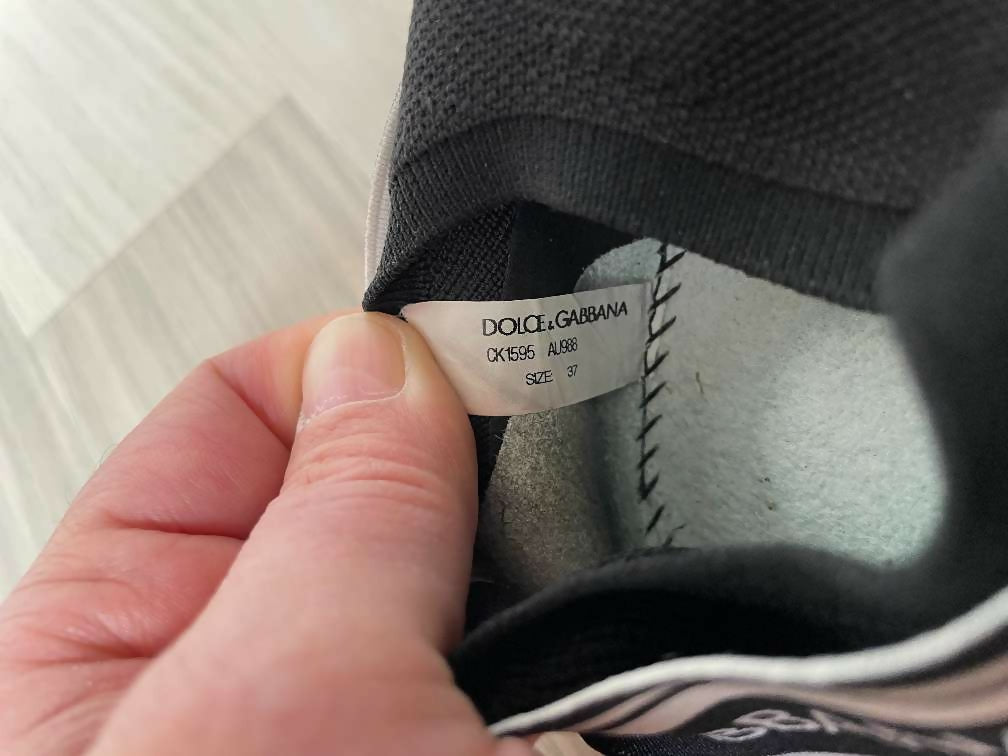 DOLCE & GABBANA
CK1595 AU988
SIZE: 37